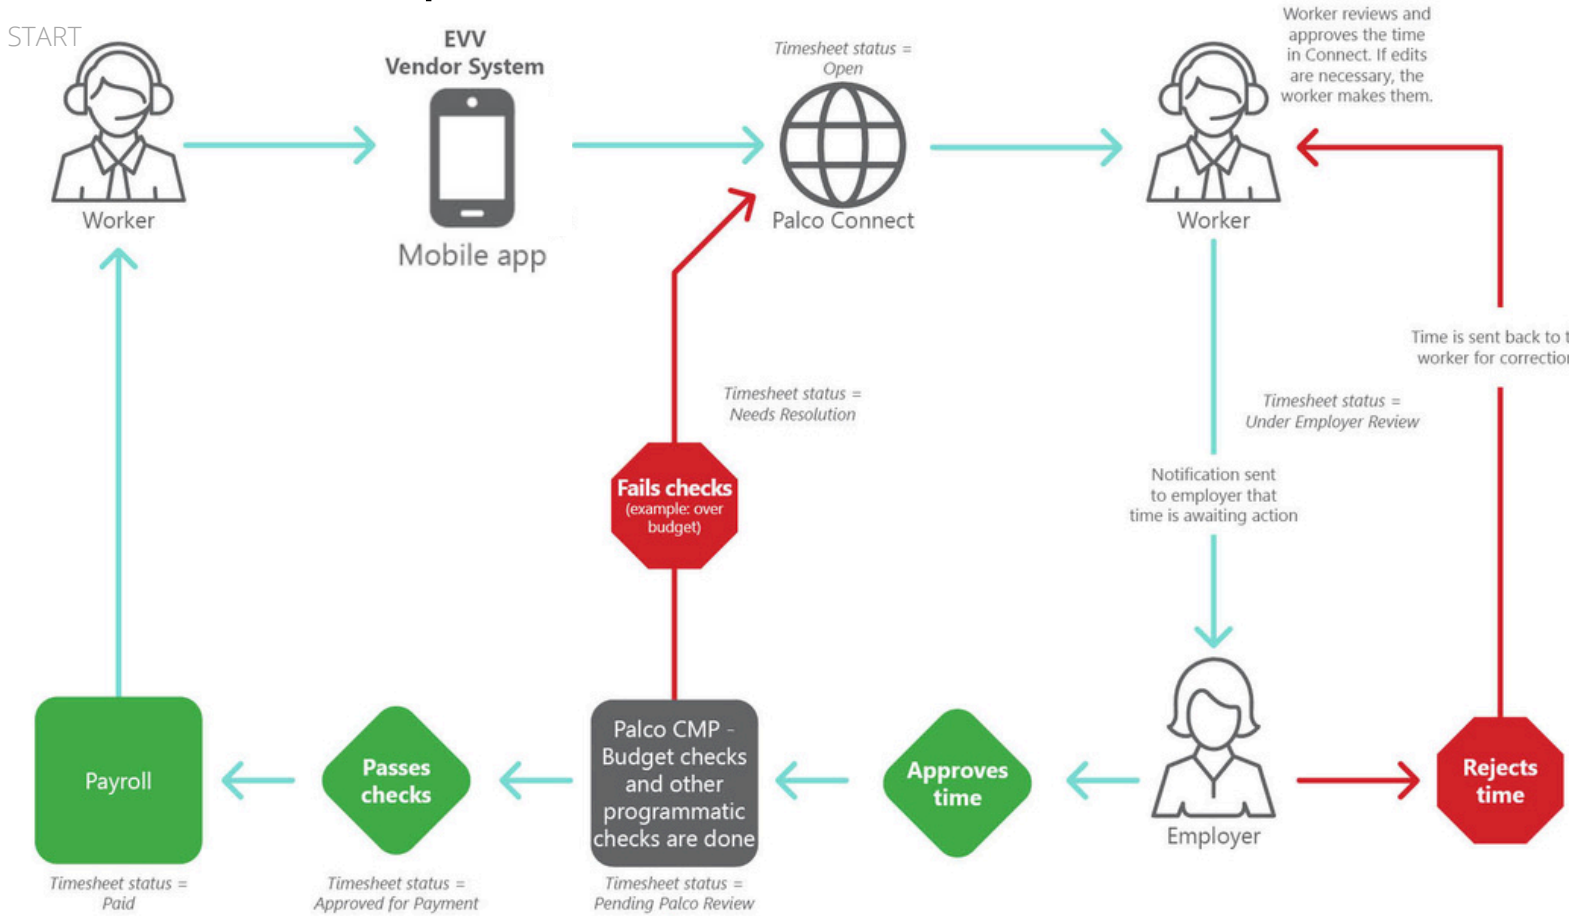 START
EVV
Vendor System
Mobile app
Worker
Timesheet status =
Open
Palco Connect
Worker reviews and
approves the time
in Connect. If edits
are necessary, the
worker makes them.
Worker
Time is sent back to
worker for correction
Timesheet status =
Needs Resolution
Timesheet status =
Under Employer Review
Fails checks
(example: over
budget)
Notification sent
to employer that
time is awaiting action
Payroll
Timesheet status =
Paid
Passes
checks
Timesheet status =
Approved for Payment
Palco CMP -
Budget checks
and other
programmatic
checks are done
Timesheet status =
Pending Palco Review
Approves
time
Employer
Rejects
time